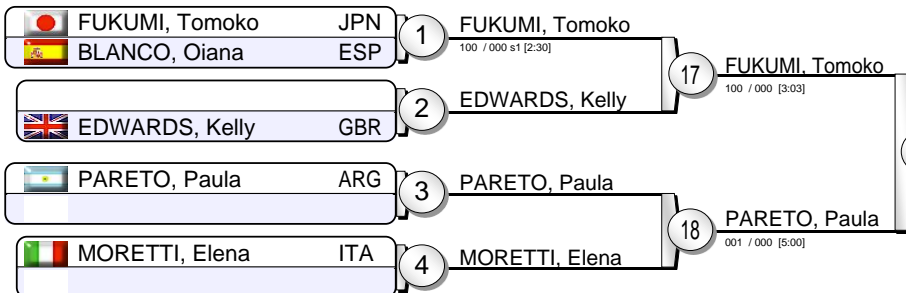 FUKUMI, Tomoko JPN
BLANCO, Oiana ESP
1
FUKUMI, Tomoko
100 / 000 s1 [2:30]
EDWARDS, Kelly GBR
2
EDWARDS, Kelly
17
FUKUMI, Tomoko
100 / 000 [3:03]
PARETO, Paula ARG
3
PARETO, Paula
MORETTI, Elena ITA
4
MORETTI, Elena
18
PARETO, Paula
001 / 000 [5:00]